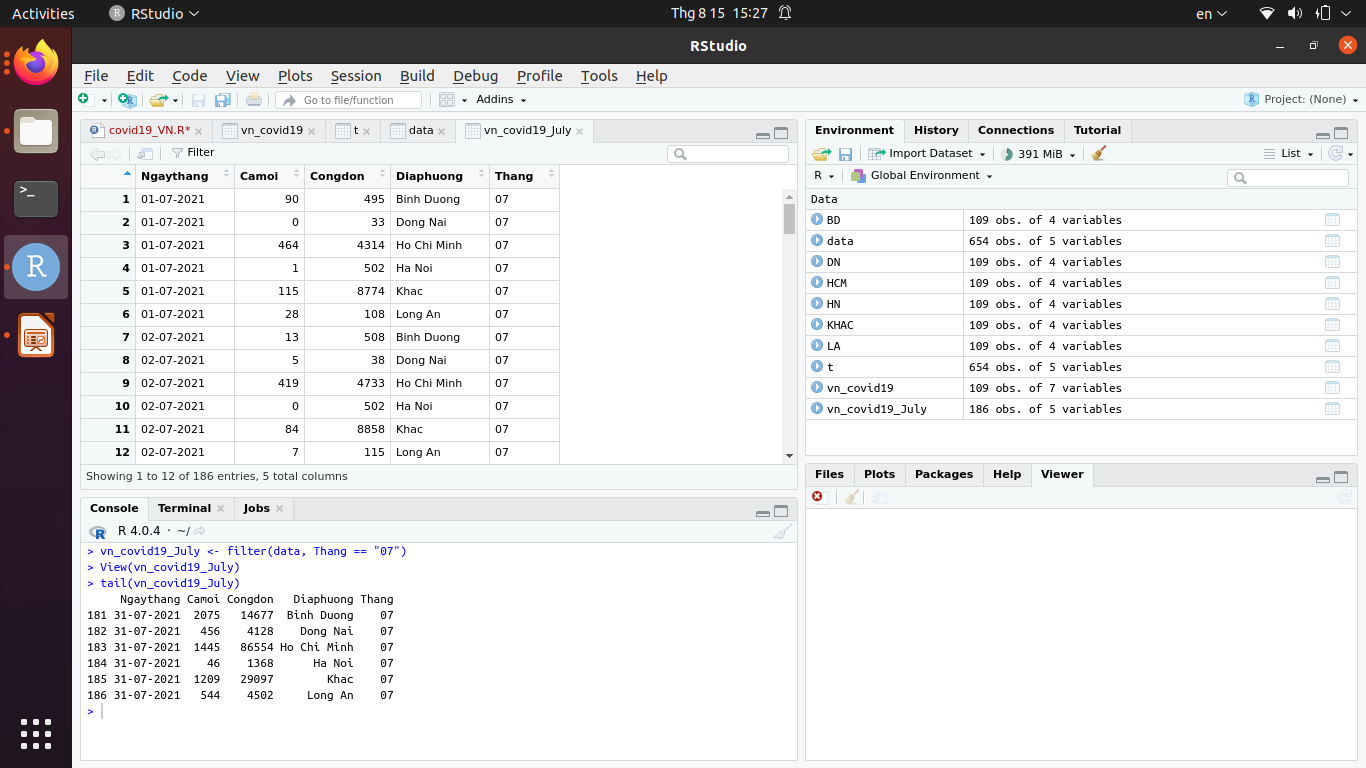 Activities RStudio Thg 8 15 15:27 en
RStudio
File Edit Code View Plots Session Build Debug Profile Tools Help
Go to file/function Addins Project: (None)
covid19_VN.R* vn_covid19 t data vn_covid19_July
Filter
Ngaythang Camoi Congdon Diaphuong Thang
1 01-07-2021 90 495 Binh Duong 07
2 01-07-2021 0 33 Dong Nai 07
3 01-07-2021 464 4314 Ho Chi Minh 07
4 01-07-2021 1 502 Ha Noi 07
5 01-07-2021 115 8774 Khac 07
6 01-07-2021 28 108 Long An 07
7 02-07-2021 13 508 Binh Duong 07
8 02-07-2021 5 38 Dong Nai 07
9 02-07-2021 419 4733 Ho Chi Minh 07
10 02-07-2021 0 502 Ha Noi 07
11 02-07-2021 84 8858 Khac 07
12 02-07-2021 7 115 Long An 07
Showing 1 to 12 of 186 entries, 5 total columns
Console Terminal Jobs
R 4.0.4 · ~/
> vn_covid19_July <- filter(data, Thang == "07")
> View(vn_covid19_July)
> tail(vn_covid19_July)
Ngaythang Camoi Congdon Diaphuong Thang
181 31-07-2021 2075 14677 Binh Duong 07
182 31-07-2021 456 4128 Dong Nai 07
183 31-07-2021 1445 86554 Ho Chi Minh 07
184 31-07-2021 46 1368 Ha Noi 07
185 31-07-2021 1209 29097 Khac 07
186 31-07-2021 544 4502 Long An 07
>
Environment History Connections Tutorial
Import Dataset 391 MiB List
R Global Environment
Data
BD 109 obs. of 4 variables
data 654 obs. of 5 variables
DN 109 obs. of 4 variables
HCM 109 obs. of 4 variables
HN 109 obs. of 4 variables
KHAC 109 obs. of 4 variables
LA 109 obs. of 4 variables
t 654 obs. of 5 variables
vn_covid19 109 obs. of 7 variables
vn_covid19_July 186 obs. of 5 variables
Files Plots Packages Help Viewer